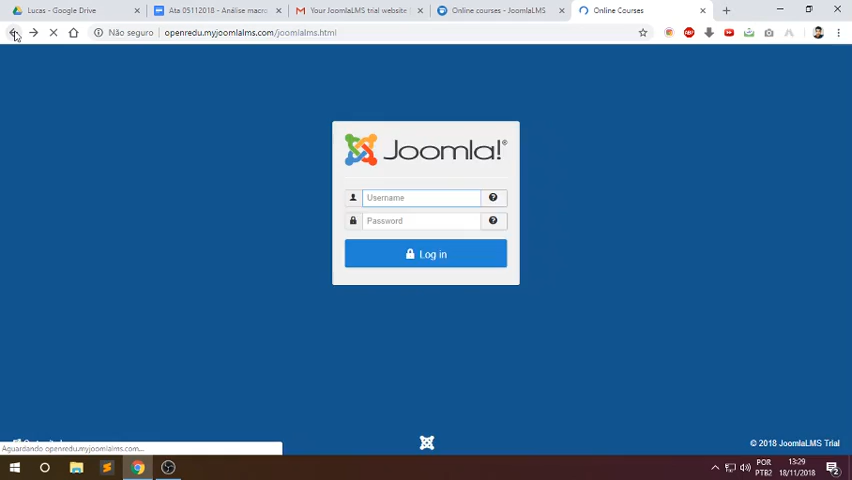 Lucas - Google Drive
Ata 05112018 - Análise macro
Your JoomlaLMS trial website
Online courses - JoomlaLMS
Online Courses
Não seguro
openredu.myjoomlalms.com/joomlalms.html
Joomla!®
Username
Password
Log in
© 2018 JoomlaLMS Trial
Aguardando openredu.myjoomlalms.com...
POR
PTB2
13:29
18/11/2018
2